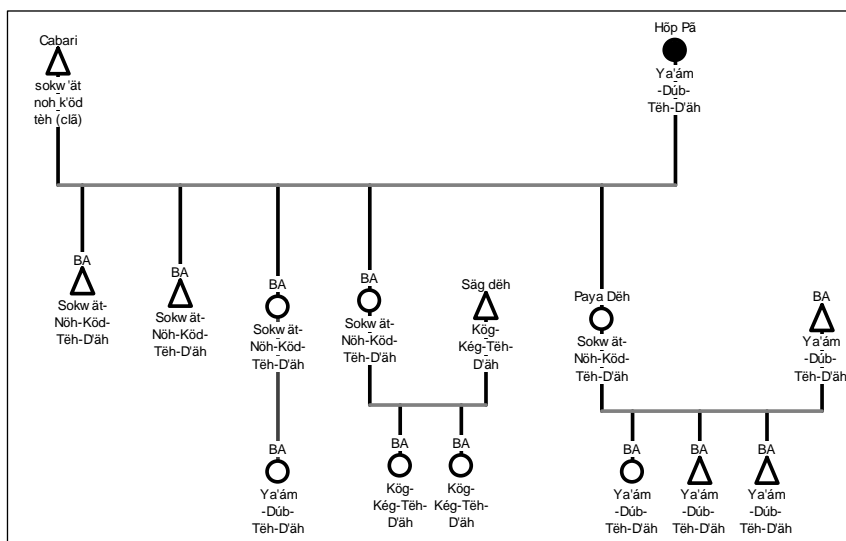 Cabari
sokw'ät
noh k'öd
tèh (clã)
Hõp Pã
Ya'ám
-Dúb-
Tëh-D'äh
BA
Sokw ät-
Nöh-Köd-
Tëh-D'äh
BA
Sokw ät-
Nöh-Köd-
Tëh-D'äh
BA
Sokw ät-
Nöh-Köd-
Tëh-D'äh
BA
Sokw ät-
Nöh-Köd-
Tëh-D'äh
Säg dëh
Kög-
Kég-Tëh-
D'äh
Paya Dëh
Sokw ät-
Nöh-Köd-
Tëh-D'äh
BA
Ya'ám
-Dúb-
Tëh-D'äh
BA
Ya'ám
-Dúb-
Tëh-D'äh
BA
Kög-
Kég-Tëh-
D'äh
BA
Kög-
Kég-Tëh-
D'äh
BA
Ya'ám
-Dúb-
Tëh-D'äh
BA
Ya'ám
-Dúb-
Tëh-D'äh
BA
Ya'ám
-Dúb-
Tëh-D'äh